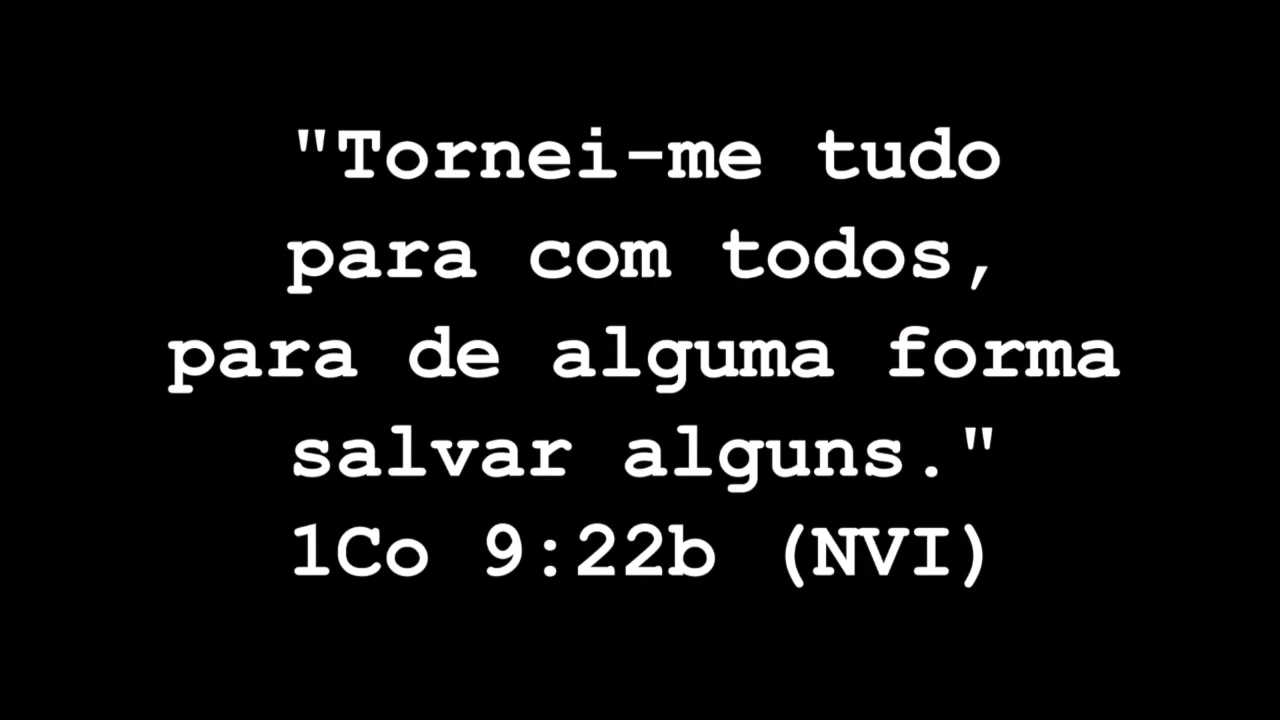 "Tornei-me tudo
para com todos,
para de alguma forma
salvar alguns."
1Co 9:22b (NVI)